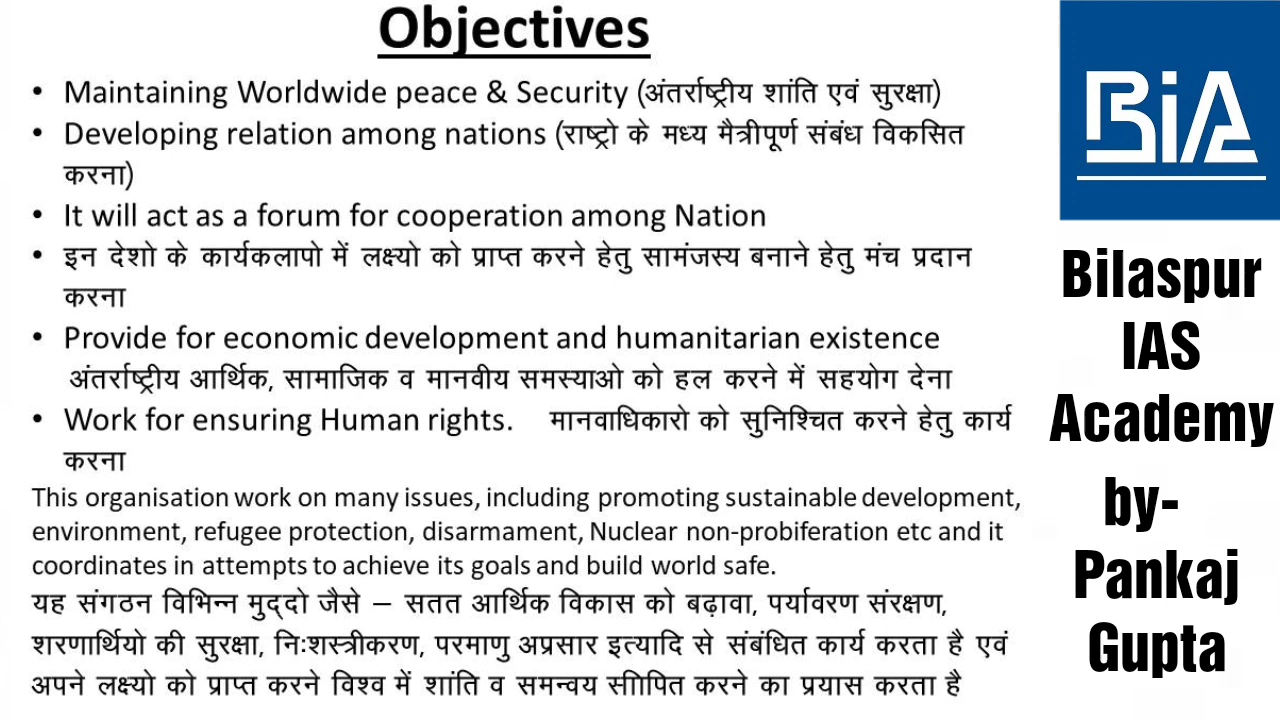 Objectives
• Maintaining Worldwide peace & Security (अंतर्राष्ट्रीय शांति एवं सुरक्षा)
• Developing relation among nations (राष्ट्रो के मध्य मैत्रीपूर्ण संबंध विकसित
करना)
• It will act as a forum for cooperation among Nation
• इन देशो के कार्यकलापो में लक्ष्यो को प्राप्त करने हेतु सामंजस्य बनाने हेतु मंच प्रदान
करना
• Provide for economic development and humanitarian existence
अंतर्राष्ट्रीय आर्थिक, सामाजिक व मानवीय समस्याओ को हल करने में सहयोग देना
• Work for ensuring Human rights. मानवाधिकारो को सुनिश्चित करने हेतु कार्य
करना
This organisation work on many issues, including promoting sustainable development,
environment, refugee protection, disarmament, Nuclear non-probiferation etc and it
coordinates in attempts to achieve its goals and build world safe.
यह संगठन विभिन्न मुद्दो जैसे – सतत आर्थिक विकास को बढ़ावा, पर्यावरण संरक्षण,
शरणार्थियो की सुरक्षा, निःशस्त्रीकरण, परमाणु अप्रसार इत्यादि से संबंधित कार्य करता है एवं
अपने लक्ष्यो को प्राप्त करने विश्व में शांति व समन्वय स्ाािपित करने का प्रयास करता है
BiA
Bilaspur
IAS
Academy
by-
Pankaj
Gupta